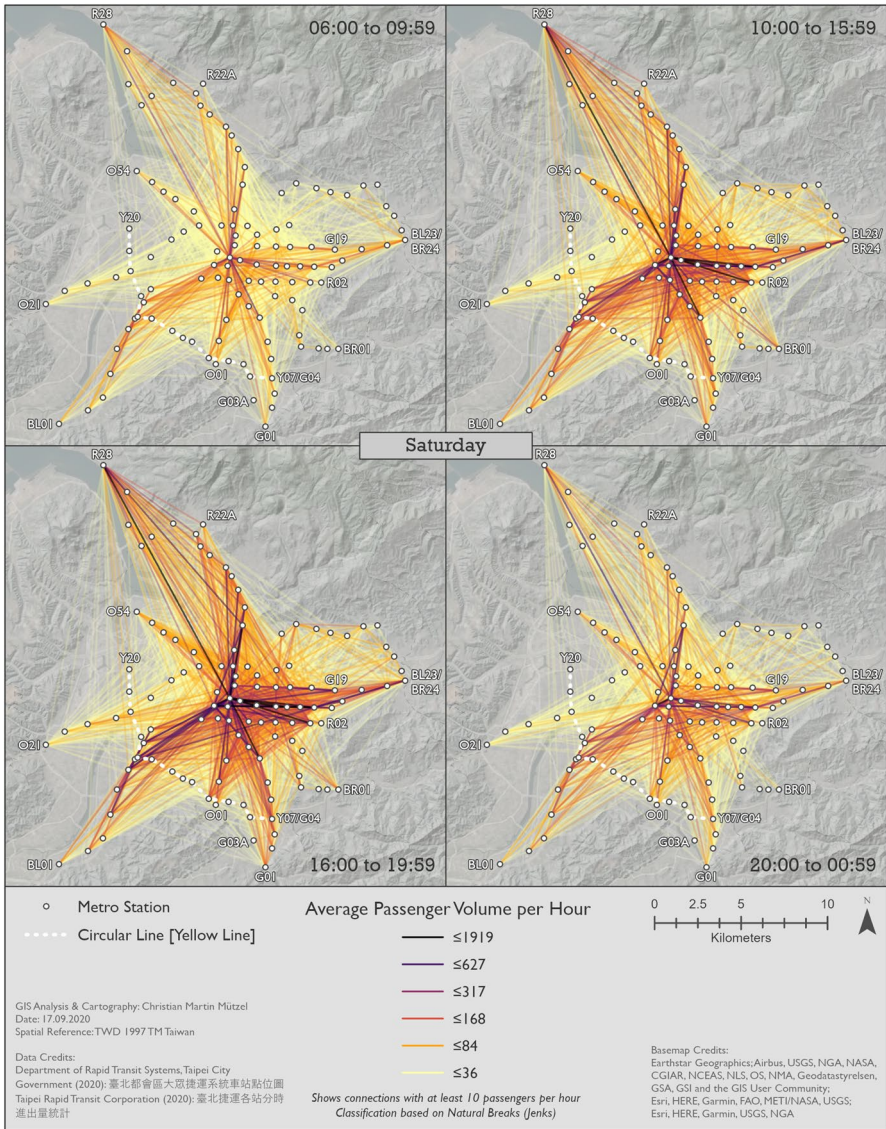 R28
06:00 to 09:59
R22A
O54
Y20
G19
BL23/
BR24
R02
O21
BR01
O01
Y07/G04
G03A
BL01
G01
R28
10:00 to 15:59
R22A
O54
Y20
G19
BL23/
BR24
R02
O21
BR01
O01
Y07/G04
G03A
BL01
G01
Saturday
R28
R22A
O54
Y20
G19
BL23/
BR24
R02
O21
BR01
O01
Y07/G04
G03A
BL01
G01
16:00 to 19:59
R28
R22A
O54
Y20
G19
BL23/
BR24
R02
O21
BR01
O01
Y07/G04
G03A
BL01
G01
20:00 to 00:59
Metro Station
Circular Line [Yellow Line]
GIS Analysis & Cartography: Christian Martin Mützel
Date: 17.09.2020
Spatial Reference: TWD 1997 TM Taiwan
Data Credits:
Department of Rapid Transit Systems, Taipei City
Government (2020): 臺北都會區大眾捷運系統車站點位圖
Taipei Rapid Transit Corporation (2020): 臺北捷運各站分時
進出量統計
Average Passenger Volume per Hour
≤1919
≤627
≤317
≤168
≤84
≤36
Shows connections with at least 10 passengers per hour
Classification based on Natural Breaks (Jenks)
0 2.5 5 10
Kilometers
N
Basemap Credits:
Earthstar Geographics; Airbus, USGS, NGA, NASA,
CGIAR, NCEAS, NLS, OS, NMA, Geodatastyrelsen,
GSA, GSI and the GIS User Community;
Esri, HERE, Garmin, FAO, METI/NASA, USGS;
Esri, HERE, Garmin, USGS, NGA